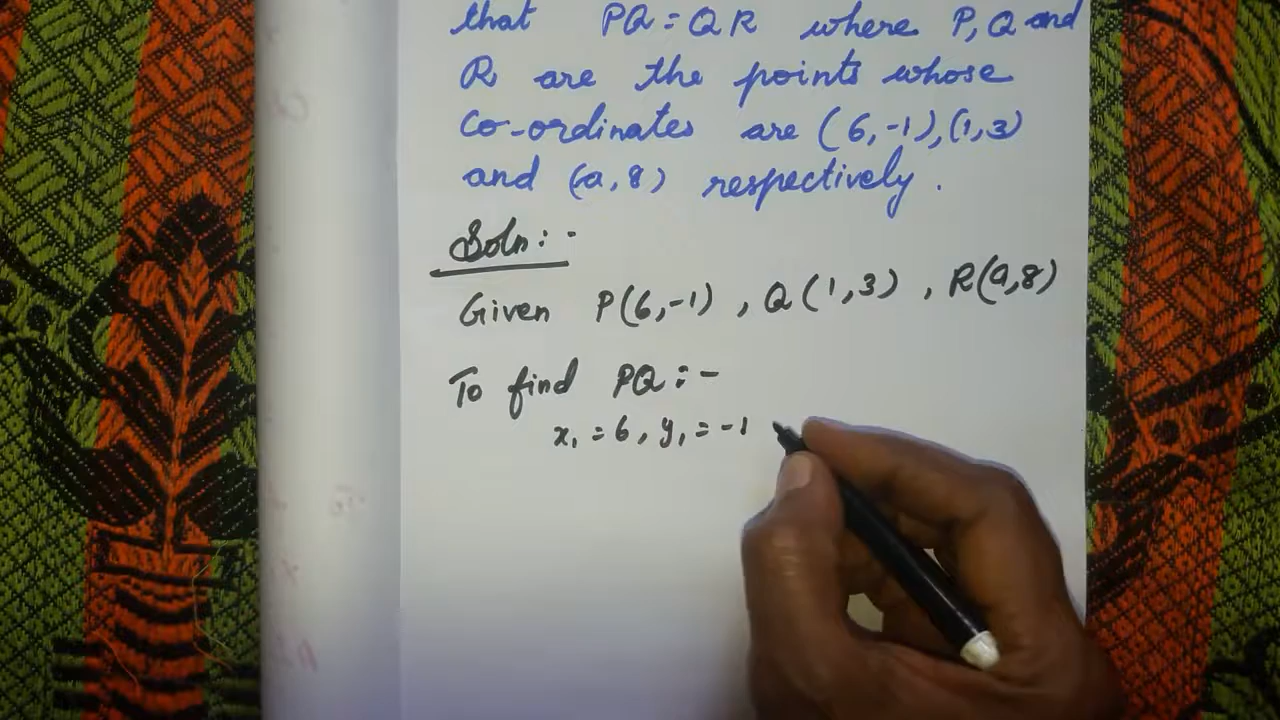 that PQ = QR where P, Q and
R are the points whose
Co-ordinates are (6,-1), (1,3)
and (a, 8) respectively.
Soln:-
Given P(6,-1), Q(1,3), R(a,8)
To find PQ:-
x₁ = 6, y₁ = -1